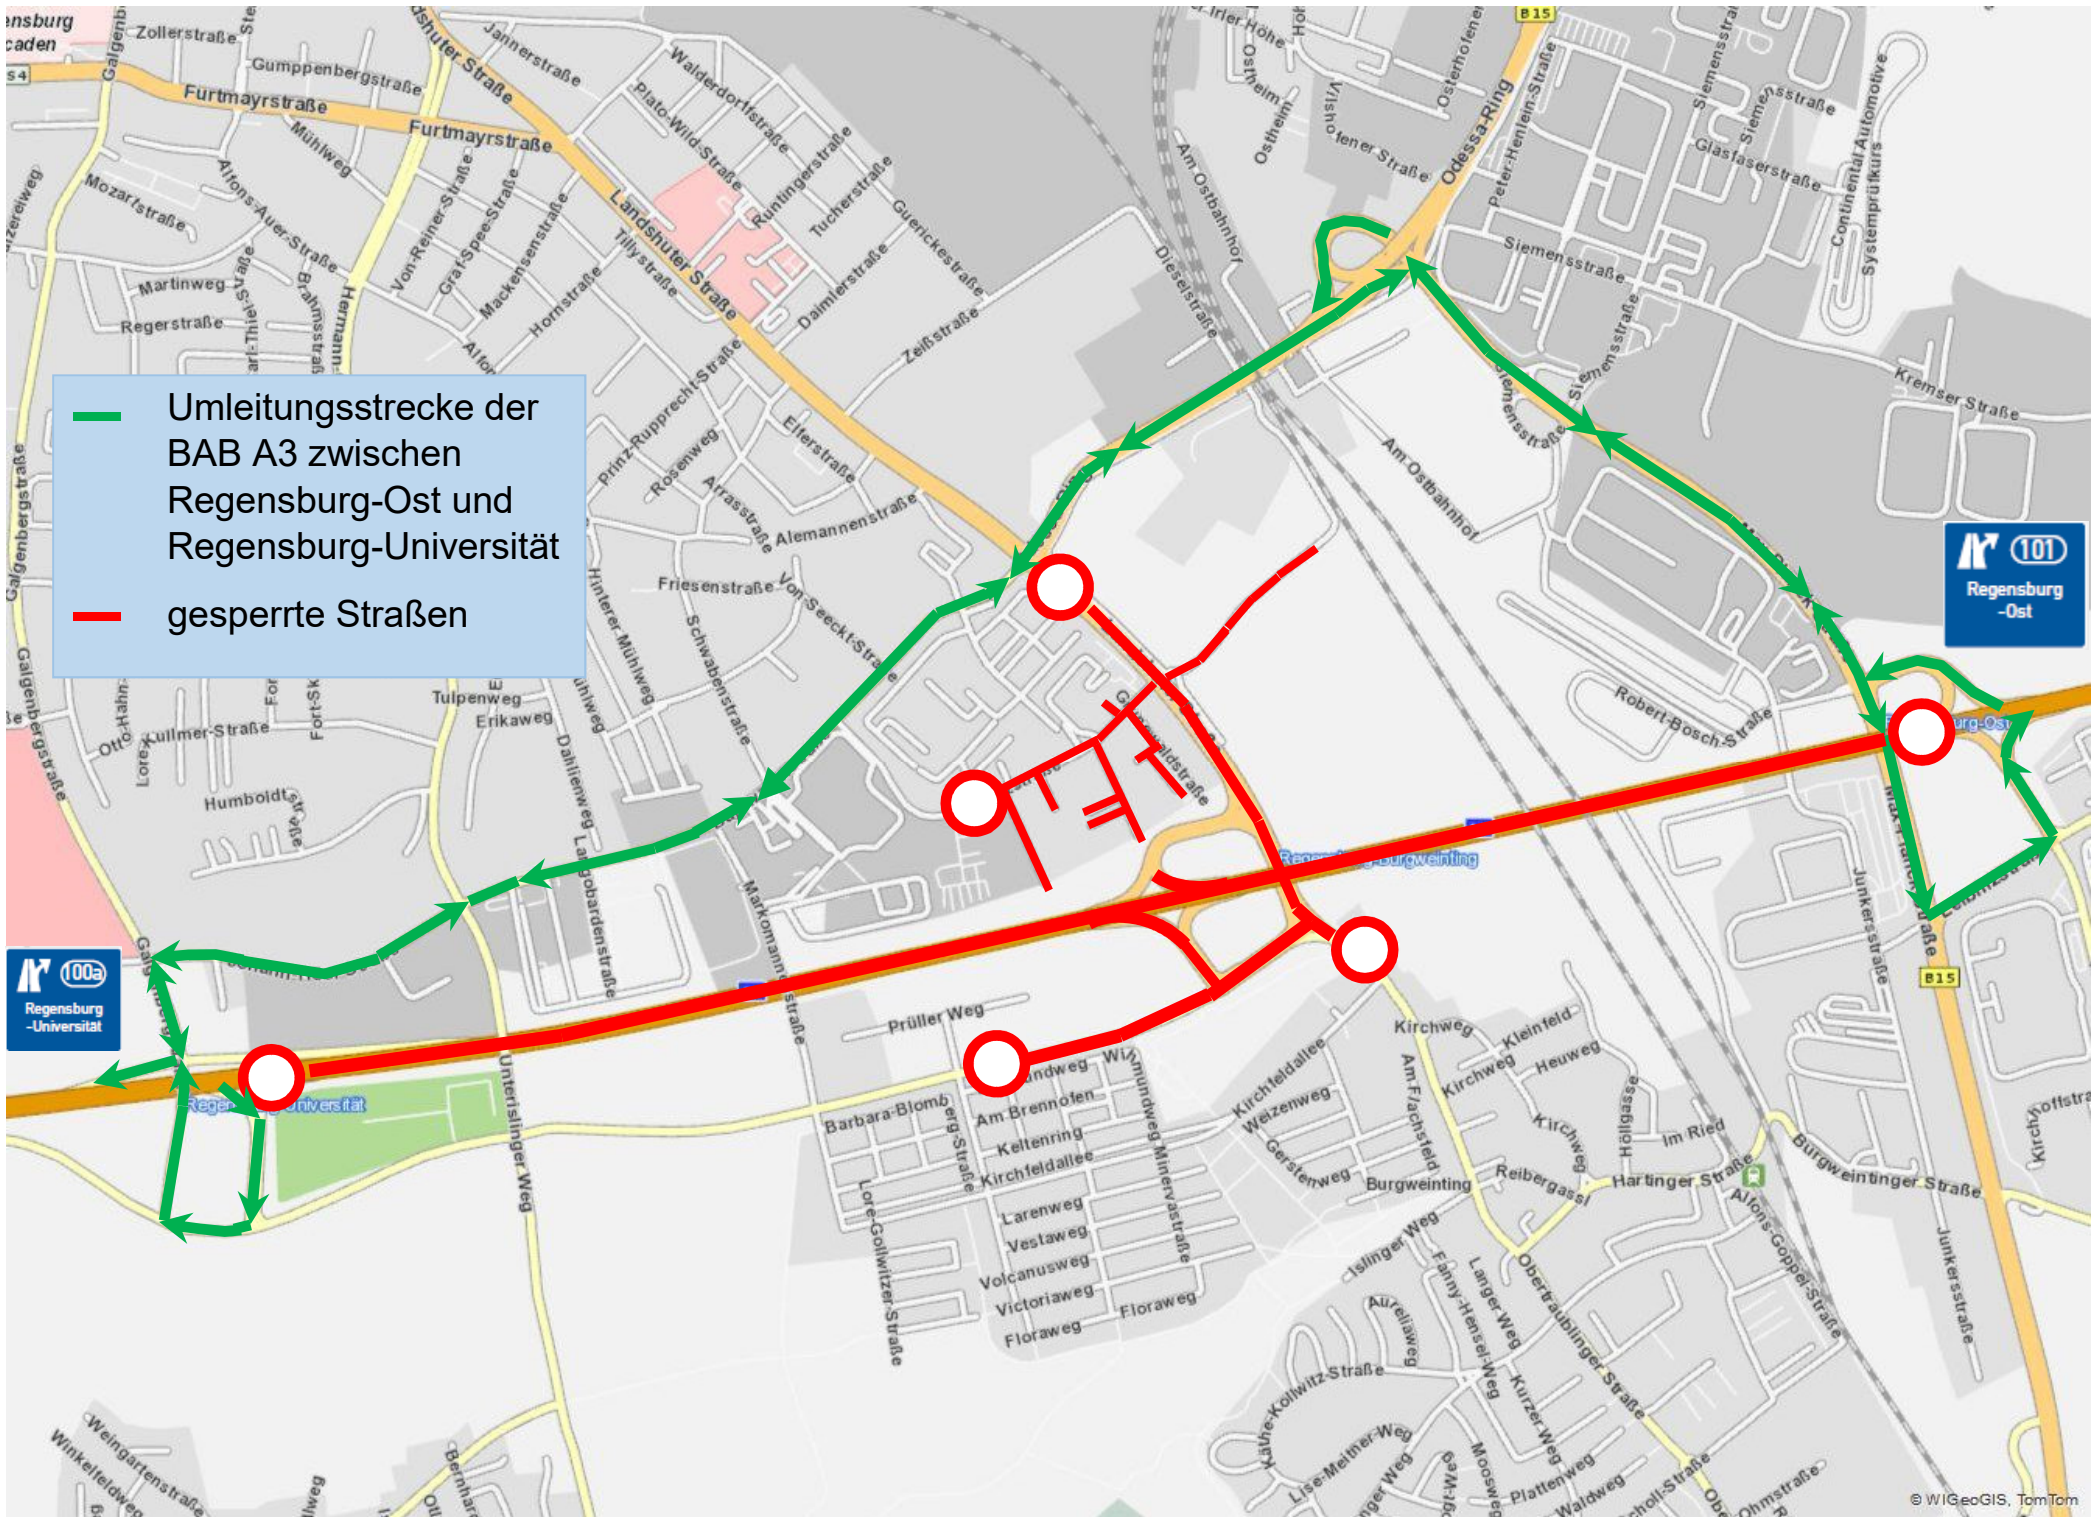 Umleitungsstrecke der
BAB A3 zwischen
Regensburg-Ost und
Regensburg-Universität
gesperrte Straßen
101
Regensburg
-Ost
100a
Regensburg
-Universität
B15
Zollerstraße
Gumppenbergstraße
Furtmayrstraße
Furtmayrstraße
Jannerstraße
Walderdorffstraße
Plato-Wild-Straße
Runtingerstraße
Tucherstraße
Guerickestraße
Daimlerstraße
Zeißstraße
Landshuter Straße
Tillystraße
Hornstraße
Mackensenstraße
Graf-Spee-Straße
Von-Reiner-Straße
Mühlweg
Alfons-Auer-Straße
Mozartstraße
Martinweg
Regerstraße
Prinz-Rupprecht-Straße
Rosenweg
Elferstraße
Arrasstraße
Alemannenstraße
Friesenstraße
Von-Seeckt-Straße
Schwabenstraße
Hinterer Mühlweg
Galgenbergstraße
Galgenbergstraße
Tulpenweg
Erikaweg
Dahlienweg
Langobardenstraße
Humboldtstraße
Odessa-Ring
Vilshofener Straße
Ostheim
Ostheim
Am Ostbahnhof
Am Ostbahnhof
Dieselstraße
Peter-Henlein-Straße
Siemensstraße
Siemensstraße
Siemensstraße
Siemensstraße
Glasfaserstraße
Continental Automotive
Systemprüfkurs
Kremser Straße
Robert-Bosch-Straße
Junkersstraße
B15
Prüller Weg
Unterislinger Weg
Barbara-Blomberg-Straße
Am Brennofen
Keltenring
Kirchfeldallee
Larenweg
Vestaweg
Volcanusweg
Victoriaweg
Floraweg
Floraweg
Minervastraße
Lore-Gollwitzer-Straße
Kirchfeldallee
Weizenweg
Gerstenweg
Kirchweg
Kirchweg
Kirchweg
Kleinfeld
Heuweg
Am Flachsfeld
Burgweinting
Reibergassl
Höllgasse
Im Ried
Hartinger Straße
Burgweintinger Straße
Alfons-Goppel-Straße
Junkersstraße
Islinger Weg
Fanny-Hensel-Weg
Langer Weg
Kurzer Weg
Obertraublinger Straße
Aureliaweg
Käthe-Kollwitz-Straße
Lise-Meitner-Weg
Plattenweg
Waldweg
Ohmstraße
Weingartenstraße
Winkelfeldweg
© WIGeoGIS, TomTom